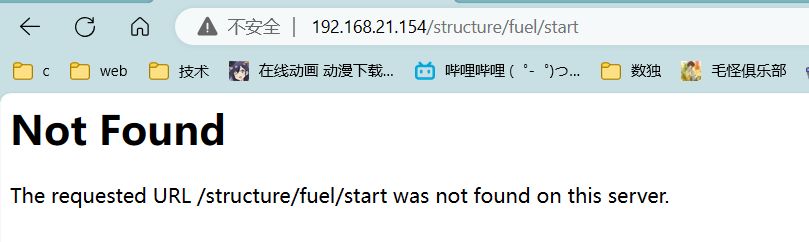 不安全 | 192.168.21.154/structure/fuel/start
c web 技术 在线动画 动漫下载... 哔哩哔哩 (゜-゜)つ... 数独 毛怪俱乐部
Not Found
The requested URL /structure/fuel/start was not found on this server.